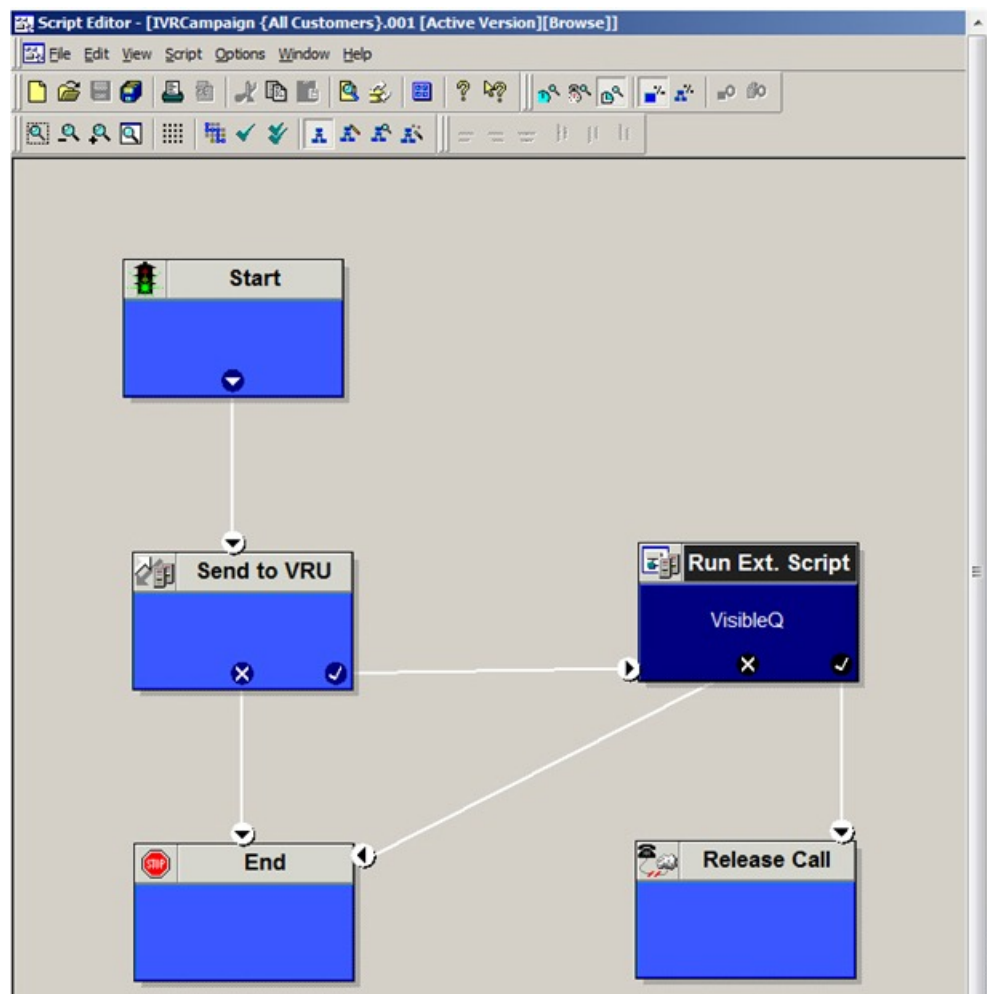 Script Editor - [IVRCampaign {All Customers}.001 [Active Version][Browse]]
File Edit View Script Options Window Help
Start
Send to VRU
Run Ext. Script
VisibleQ
End
STOP
Release Call